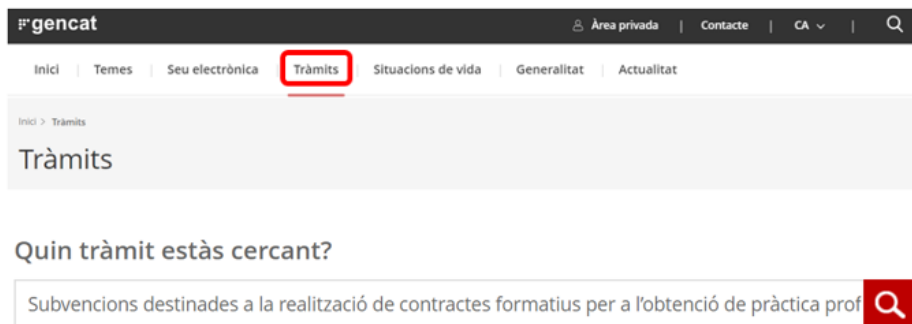 gencat Àrea privada | Contacte | CA |
Inici | Temes | Seu electrònica | Tràmits | Situacions de vida | Generalitat | Actualitat
Inici > Tràmits
Tràmits
Quin tràmit estàs cercant?
Subvencions destinades a la realització de contractes formatius per a l'obtenció de pràctica prof